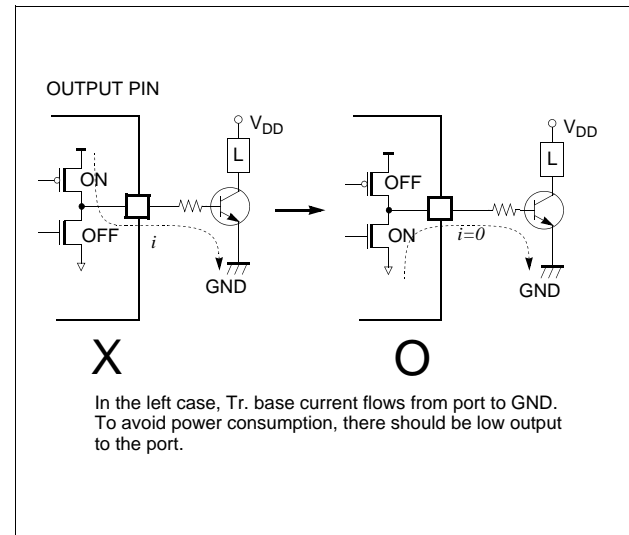 OUTPUT PIN
VDD
L
ON
OFF
i
GND
X
VDD
L
OFF
ON
i=0
GND
O
In the left case, Tr. base current flows from port to GND.
To avoid power consumption, there should be low output
to the port.